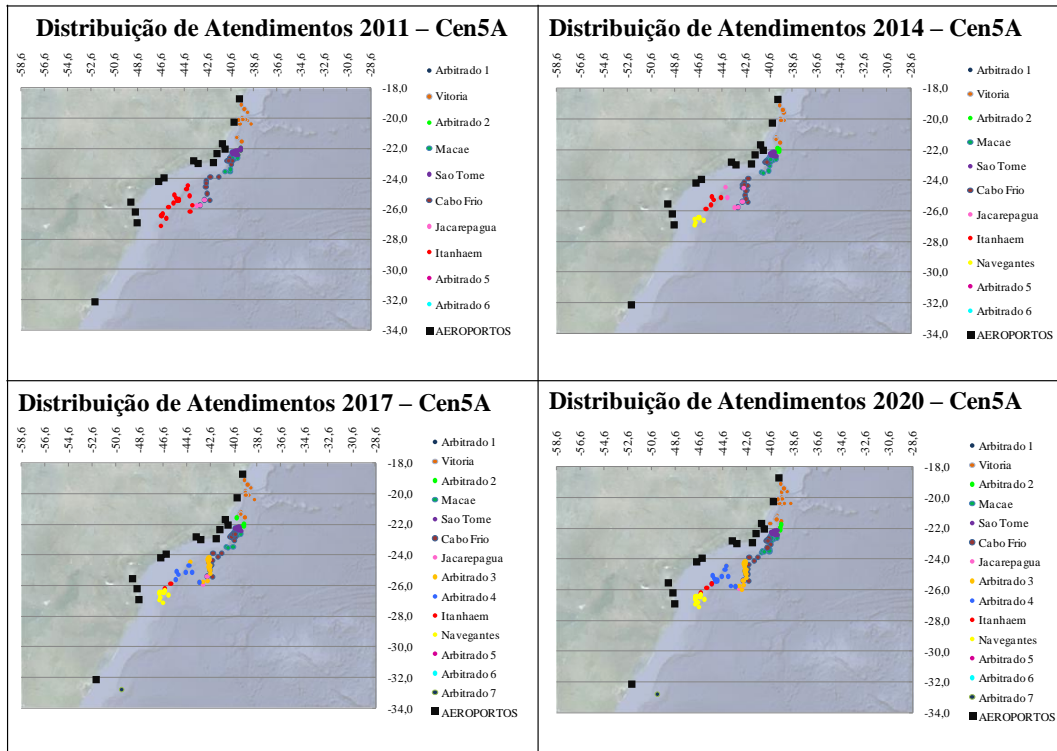 Distribuição de Atendimentos 2011 – Cen5A
-58,6 -56,6 -54,6 -52,6 -50,6 -48,6 -46,6 -44,6 -42,6 -40,6 -38,6 -36,6 -34,6 -32,6 -30,6 -28,6
-18,0
-20,0
-22,0
-24,0
-26,0
-28,0
-30,0
-32,0
-34,0
Arbitrado 1
Vitoria
Arbitrado 2
Macae
Sao Tome
Cabo Frio
Jacarepagua
Itanhaem
Arbitrado 5
Arbitrado 6
AEROPORTOS
Distribuição de Atendimentos 2014 – Cen5A
-58,6 -56,6 -54,6 -52,6 -50,6 -48,6 -46,6 -44,6 -42,6 -40,6 -38,6 -36,6 -34,6 -32,6 -30,6 -28,6
-18,0
-20,0
-22,0
-24,0
-26,0
-28,0
-30,0
-32,0
-34,0
Arbitrado 1
Vitoria
Arbitrado 2
Macae
Sao Tome
Cabo Frio
Jacarepagua
Itanhaem
Navegantes
Arbitrado 5
Arbitrado 6
AEROPORTOS
Distribuição de Atendimentos 2017 – Cen5A
-58,6 -56,6 -54,6 -52,6 -50,6 -48,6 -46,6 -44,6 -42,6 -40,6 -38,6 -36,6 -34,6 -32,6 -30,6 -28,6
-18,0
-20,0
-22,0
-24,0
-26,0
-28,0
-30,0
-32,0
-34,0
Arbitrado 1
Vitoria
Arbitrado 2
Macae
Sao Tome
Cabo Frio
Jacarepagua
Arbitrado 3
Arbitrado 4
Itanhaem
Navegantes
Arbitrado 5
Arbitrado 6
Arbitrado 7
AEROPORTOS
Distribuição de Atendimentos 2020 – Cen5A
-58,6 -56,6 -54,6 -52,6 -50,6 -48,6 -46,6 -44,6 -42,6 -40,6 -38,6 -36,6 -34,6 -32,6 -30,6 -28,6
-18,0
-20,0
-22,0
-24,0
-26,0
-28,0
-30,0
-32,0
-34,0
Arbitrado 1
Vitoria
Arbitrado 2
Macae
Sao Tome
Cabo Frio
Jacarepagua
Arbitrado 3
Arbitrado 4
Itanhaem
Navegantes
Arbitrado 5
Arbitrado 6
Arbitrado 7
AEROPORTOS